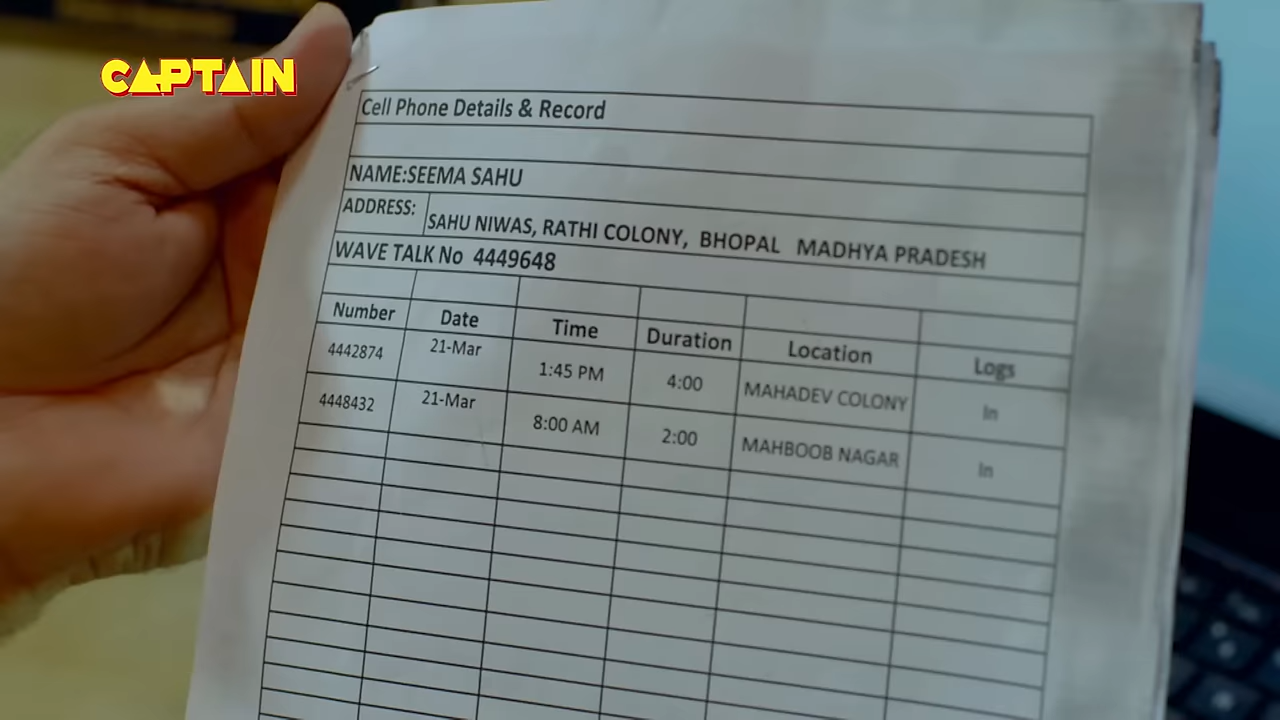 CAPTAIN
Cell Phone Details & Record
NAME:SEEMA SAHU
ADDRESS: SAHU NIWAS, RATHI COLONY, BHOPAL MADHYA PRADESH
WAVE TALK No 4449648
Number Date Time Duration Location Logs
4442874 21-Mar 1:45 PM 4:00 MAHADEV COLONY In
4448432 21-Mar 8:00 AM 2:00 MAHBOOB NAGAR In